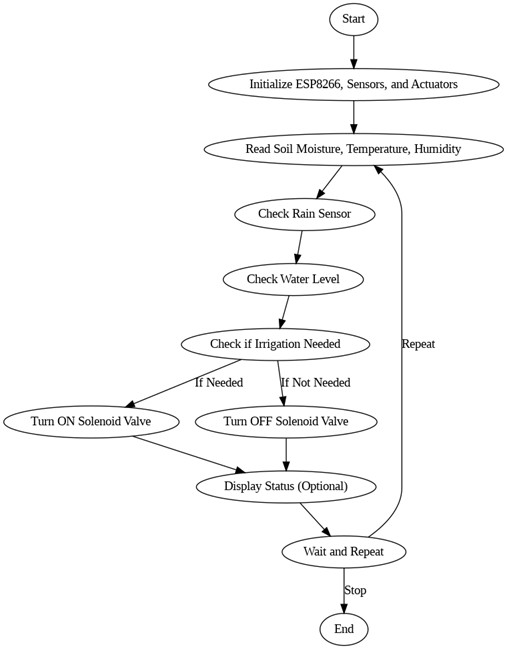 Start
Initialize ESP8266, Sensors, and Actuators
Read Soil Moisture, Temperature, Humidity
Check Rain Sensor
Check Water Level
Check if Irrigation Needed
Repeat
If Needed
If Not Needed
Turn ON Solenoid Valve
Turn OFF Solenoid Valve
Display Status (Optional)
Wait and Repeat
Stop
End